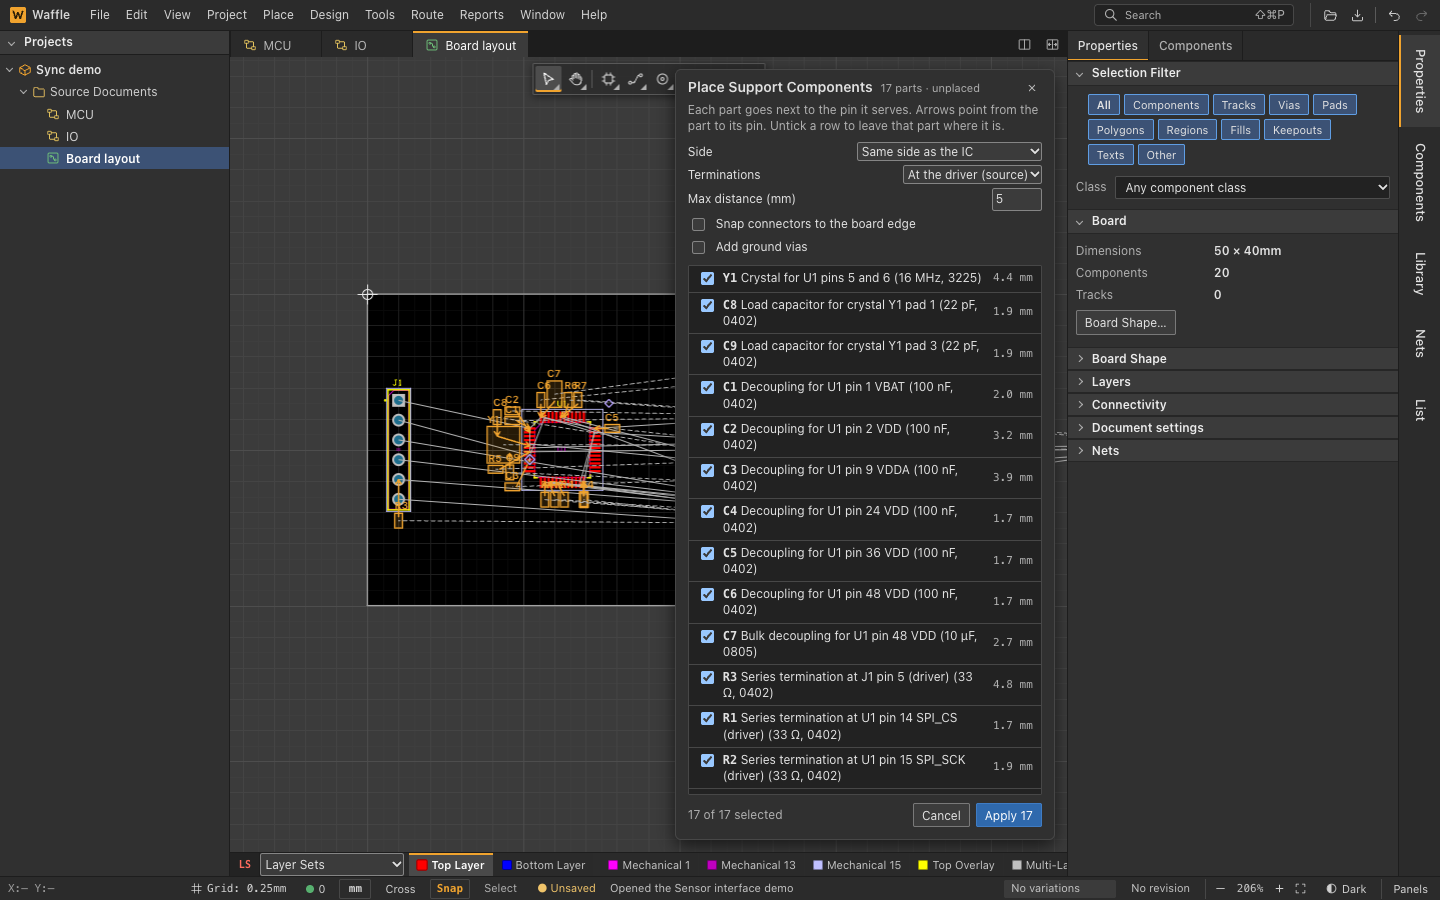 Waffle File Edit View Project Place Design Tools Route Reports Window Help Search ⇧⌘P
Projects
MCU IO Board layout
Properties Components
Sync demo
Source Documents
MCU
IO
Board layout
J1
C7
C2
C5
R5
Place Support Components 17 parts · unplaced ×
Each part goes next to the pin it serves. Arrows point from the
part to its pin. Untick a row to leave that part where it is.
Side Same side as the IC
Terminations At the driver (source)
Max distance (mm) 5
Snap connectors to the board edge
Add ground vias
Y1 Crystal for U1 pins 5 and 6 (16 MHz, 3225) 4.4 mm
C8 Load capacitor for crystal Y1 pad 1 (22 pF,
0402) 1.9 mm
C9 Load capacitor for crystal Y1 pad 3 (22 pF,
0402) 1.9 mm
C1 Decoupling for U1 pin 1 VBAT (100 nF,
0402) 2.0 mm
C2 Decoupling for U1 pin 2 VDD (100 nF,
0402) 3.2 mm
C3 Decoupling for U1 pin 9 VDDA (100 nF,
0402) 3.9 mm
C4 Decoupling for U1 pin 24 VDD (100 nF,
0402) 1.7 mm
C5 Decoupling for U1 pin 36 VDD (100 nF,
0402) 1.7 mm
C6 Decoupling for U1 pin 48 VDD (100 nF,
0402) 1.7 mm
C7 Bulk decoupling for U1 pin 48 VDD (10 µF,
0805) 2.7 mm
R3 Series termination at J1 pin 5 (driver) (33
Ω, 0402) 4.8 mm
R1 Series termination at U1 pin 14 SPI_CS
(driver) (33 Ω, 0402) 1.7 mm
R2 Series termination at U1 pin 15 SPI_SCK
(driver) (33 Ω, 0402) 1.9 mm
17 of 17 selected Cancel Apply 17
Selection Filter
All Components Tracks Vias Pads
Polygons Regions Fills Keepouts
Texts Other
Class Any component class
Board
Dimensions 50 × 40mm
Components 20
Tracks 0
Board Shape...
Board Shape
Layers
Connectivity
Document settings
Nets
Properties
Components
Library
Nets
List
LS Layer Sets Top Layer Bottom Layer Mechanical 1 Mechanical 13 Mechanical 15 Top Overlay Multi-La
X:— Y:— Grid: 0.25mm 0 mm Cross Snap Select Unsaved Opened the Sensor interface demo No variations No revision — 206% + Dark Panels